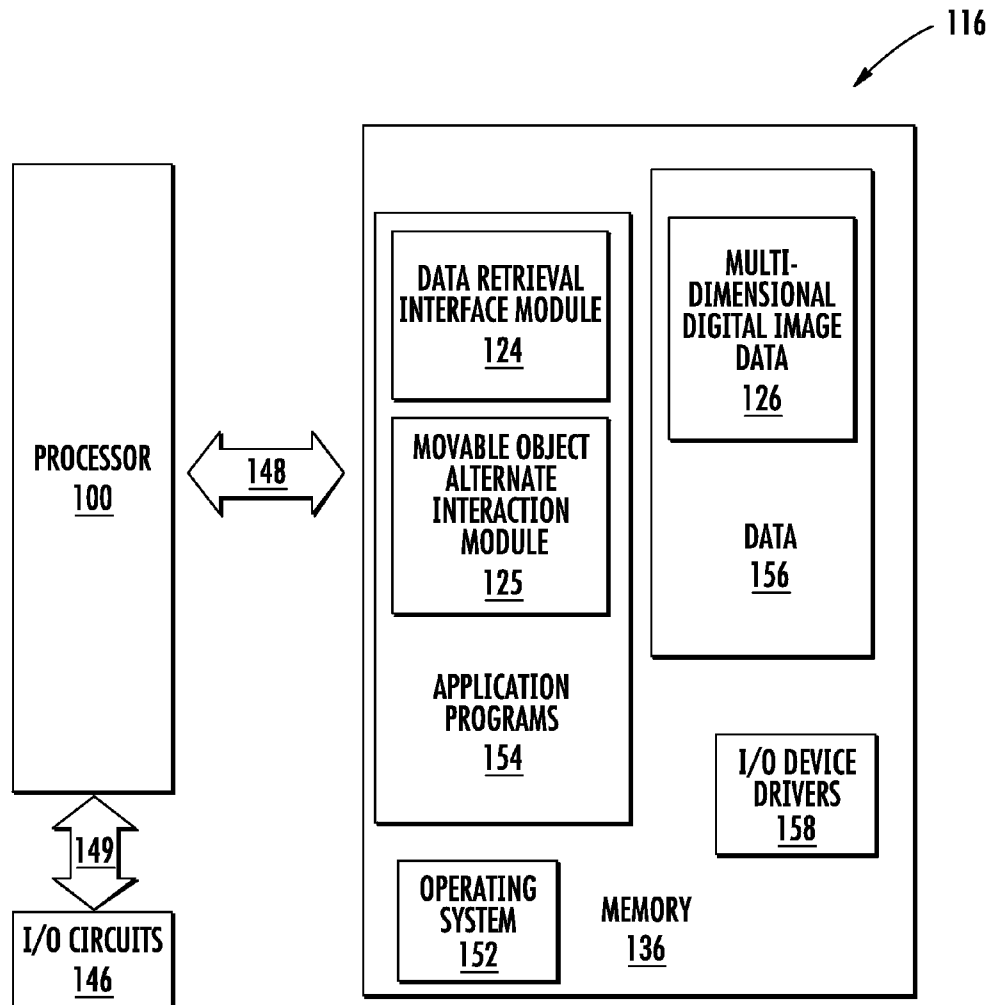 116
PROCESSOR
100
148
149
I/O CIRCUITS
146
DATA RETRIEVAL
INTERFACE MODULE
124
MOVABLE OBJECT
ALTERNATE
INTERACTION
MODULE
125
APPLICATION
PROGRAMS
154
MULTI-
DIMENSIONAL
DIGITAL IMAGE
DATA
126
DATA
156
I/O DEVICE
DRIVERS
158
OPERATING
SYSTEM
152
MEMORY
136